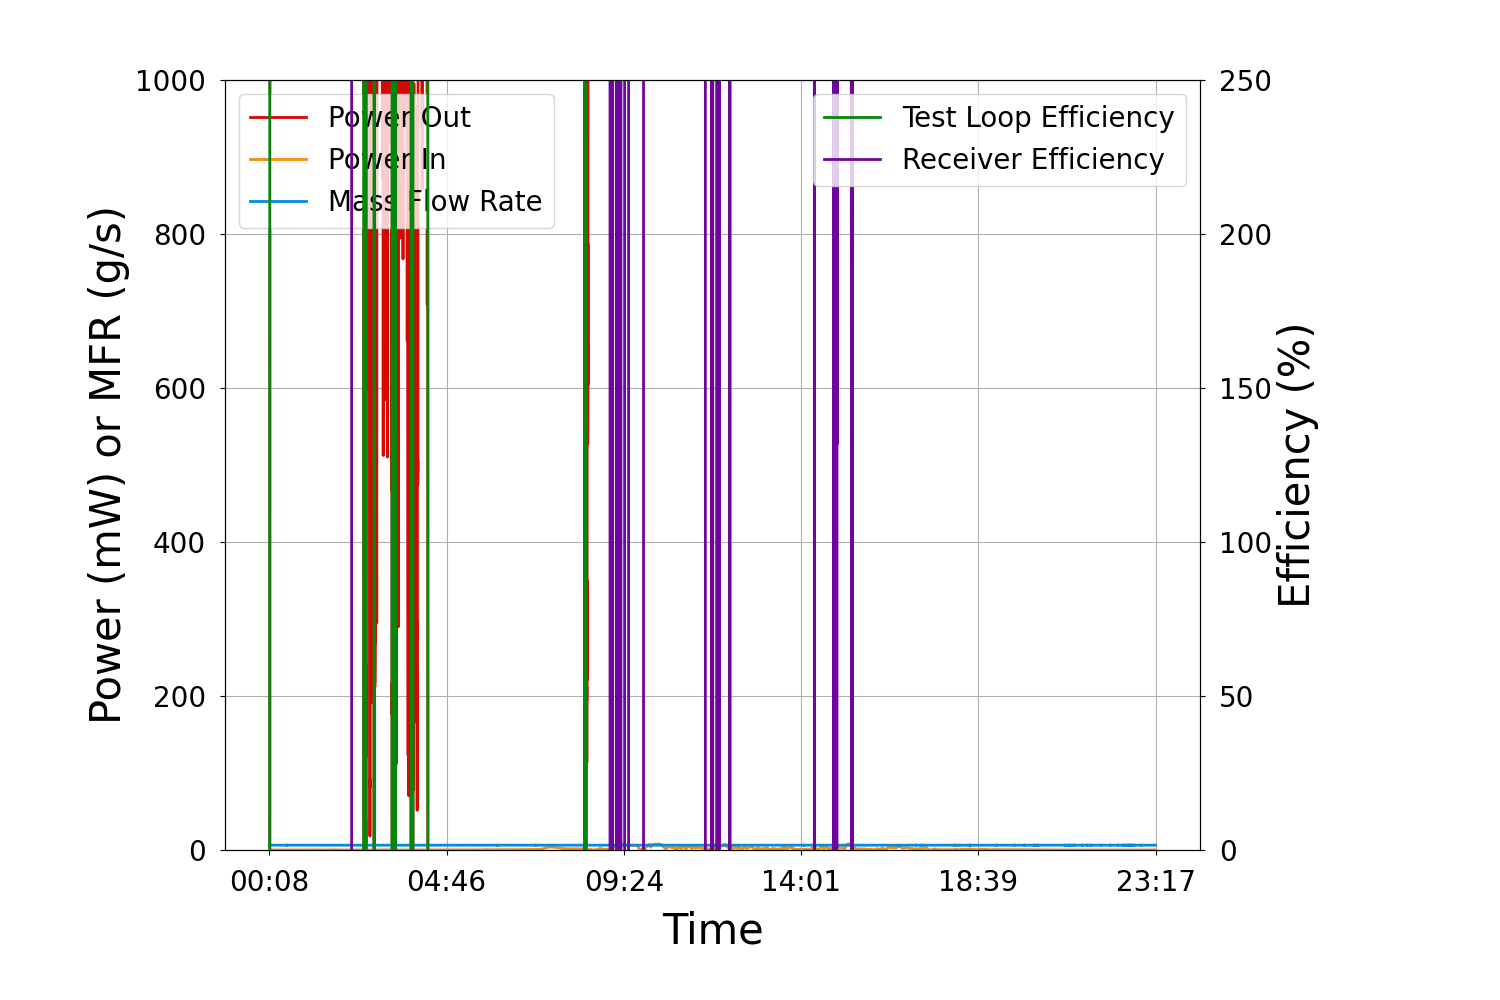 Power Out
Power In
Mass Flow Rate
Test Loop Efficiency
Receiver Efficiency
1000
800
600
400
200
0
250
200
150
100
50
0
00:08
04:46
09:24
14:01
18:39
23:17
Power (mW) or MFR (g/s)
Efficiency (%)
Time